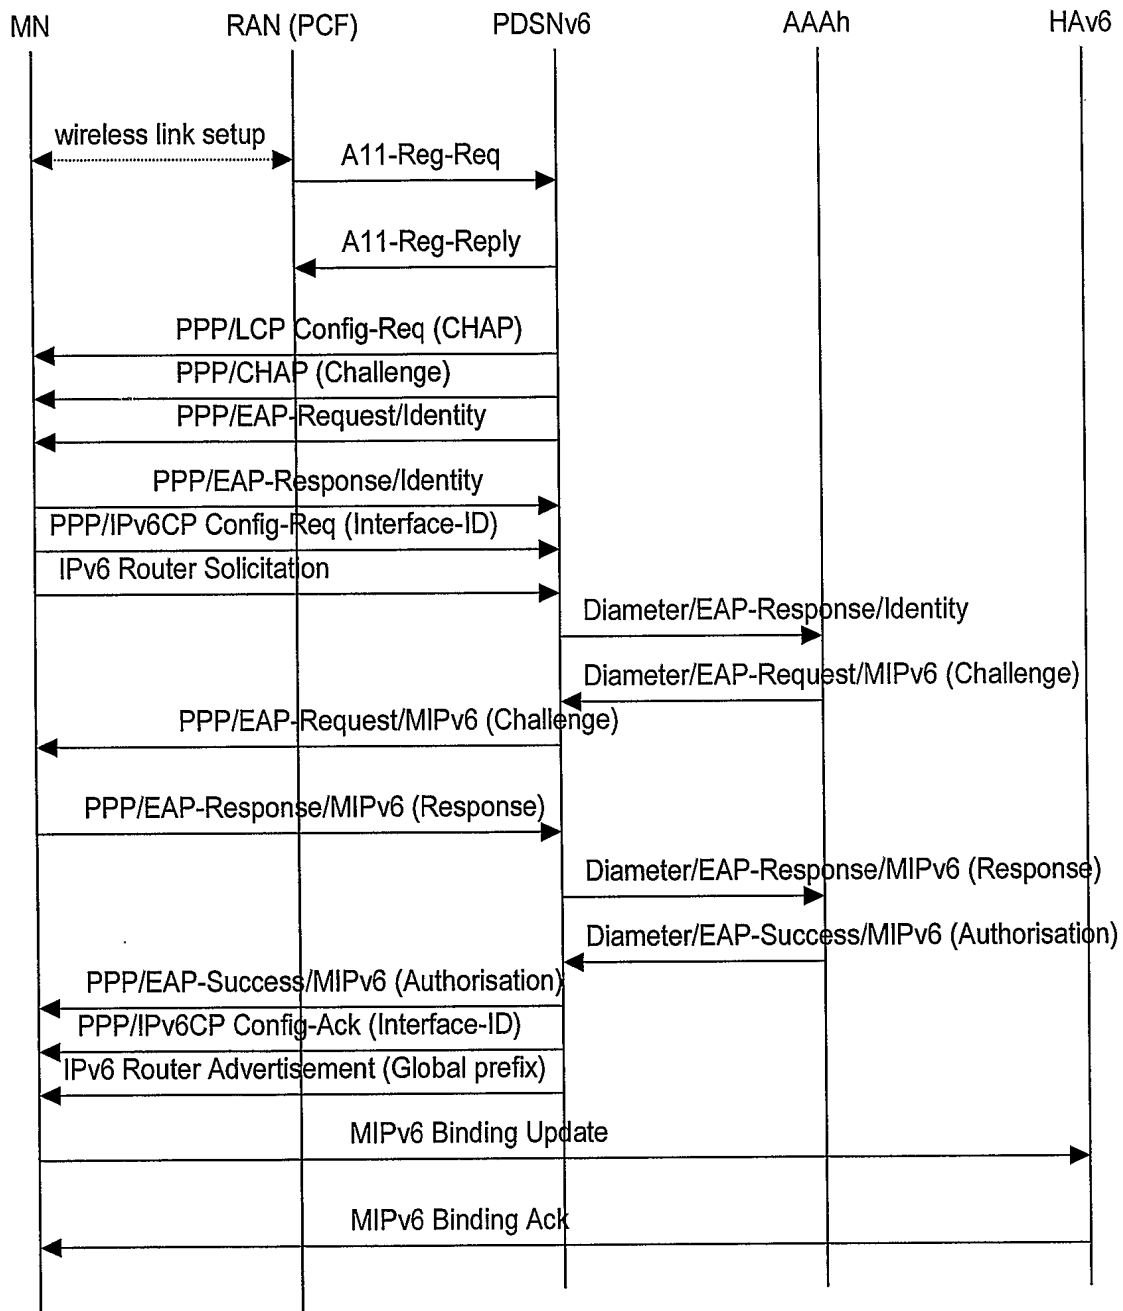 MN RAN (PCF) PDSNv6 AAAh HAv6
wireless link setup
A11-Reg-Req
A11-Reg-Reply
PPP/LCP Config-Req (CHAP)
PPP/CHAP (Challenge)
PPP/EAP-Request/Identity
PPP/EAP-Response/Identity
PPP/IPv6CP Config-Req (Interface-ID)
IPv6 Router Solicitation
Diameter/EAP-Response/Identity
Diameter/EAP-Request/MIPv6 (Challenge)
PPP/EAP-Request/MIPv6 (Challenge)
PPP/EAP-Response/MIPv6 (Response)
Diameter/EAP-Response/MIPv6 (Response)
Diameter/EAP-Success/MIPv6 (Authorisation)
PPP/EAP-Success/MIPv6 (Authorisation)
PPP/IPv6CP Config-Ack (Interface-ID)
IPv6 Router Advertisement (Global prefix)
MIPv6 Binding Update
MIPv6 Binding Ack